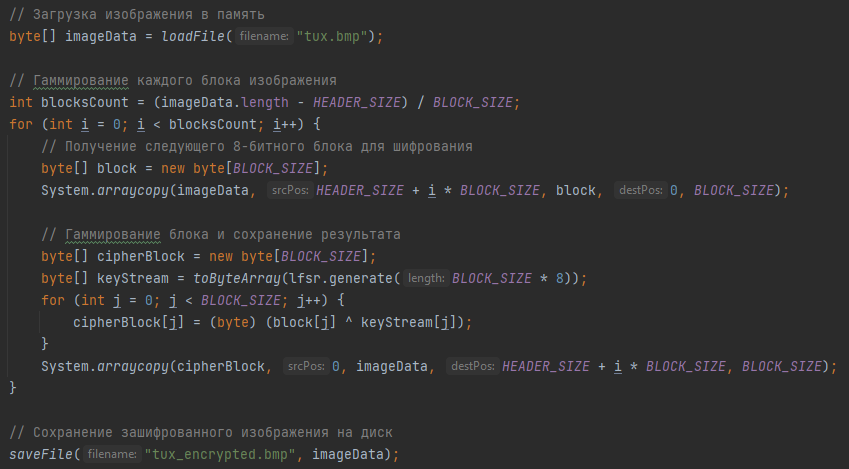 // Загрузка изображения в память
byte[] imageData = loadFile( filename: "tux.bmp");
// Гаммирование каждого блока изображения
int blocksCount = (imageData.length - HEADER_SIZE) / BLOCK_SIZE;
for (int i = 0; i < blocksCount; i++) {
// Получение следующего 8-битного блока для шифрования
byte[] block = new byte[BLOCK_SIZE];
System.arraycopy(imageData, srcPos: HEADER_SIZE + i * BLOCK_SIZE, block, destPos: 0, BLOCK_SIZE);
// Гаммирование блока и сохранение результата
byte[] cipherBlock = new byte[BLOCK_SIZE];
byte[] keyStream = toByteArray(lfsr.generate( length: BLOCK_SIZE * 8));
for (int j = 0; j < BLOCK_SIZE; j++) {
cipherBlock[j] = (byte) (block[j] ^ keyStream[j]);
}
System.arraycopy(cipherBlock, srcPos: 0, imageData, destPos: HEADER_SIZE + i * BLOCK_SIZE, BLOCK_SIZE);
}
// Сохранение зашифрованного изображения на диск
saveFile( filename: "tux_encrypted.bmp", imageData);